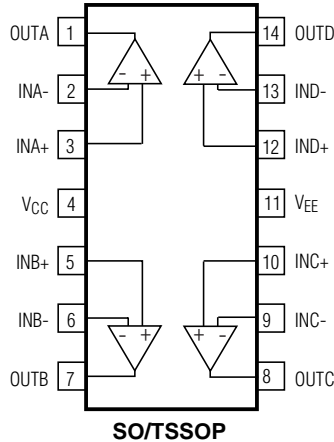 OUTA 1 14 OUTD
- + - +
INA- 2 13 IND-
INA+ 3 12 IND+
VCC 4 11 VEE
INB+ 5 10 INC+
INB- 6 9 INC-
- + + -
OUTB 7 8 OUTC
SO/TSSOP